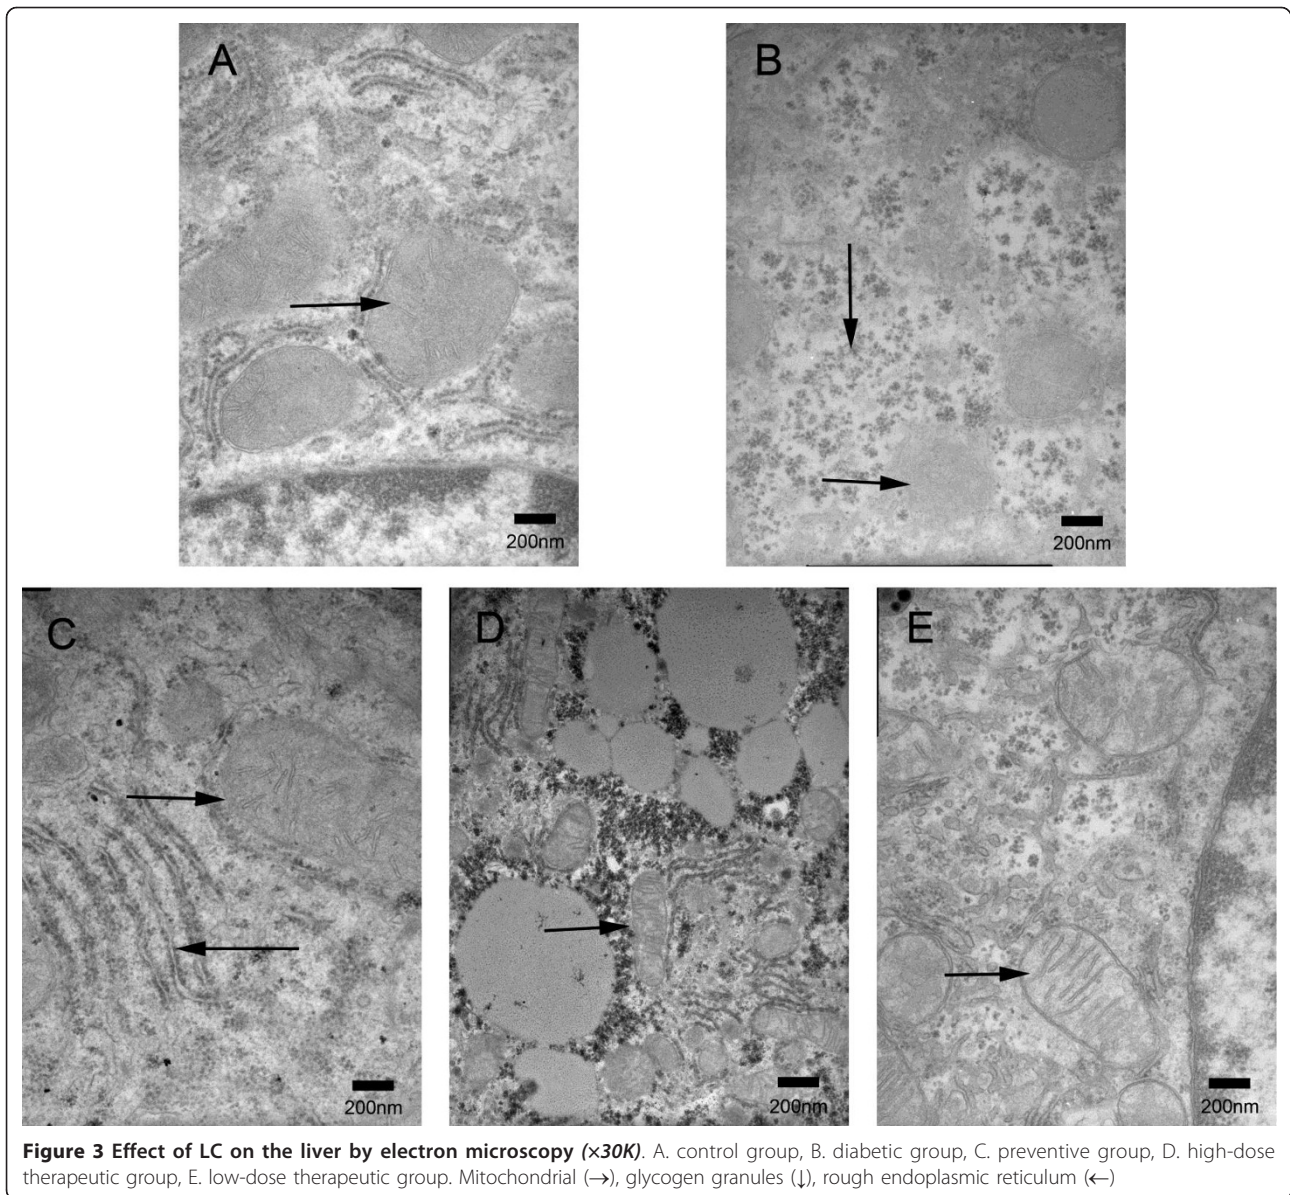 A
B
200nm
200nm
C
D
E
200nm
200nm
200nm
Figure 3 Effect of LC on the liver by electron microscopy (×30K). A. control group, B. diabetic group, C. preventive group, D. high-dose
therapeutic group, E. low-dose therapeutic group. Mitochondrial (→), glycogen granules (↓), rough endoplasmic reticulum (←)